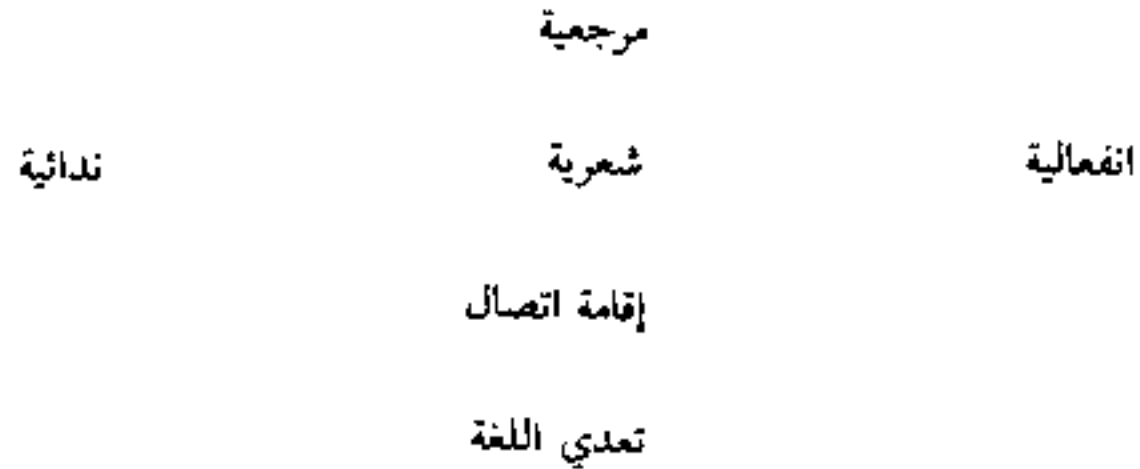 مرجعية
انفعالية شعرية ندائية
إقامة اتصال
تعدي اللغة